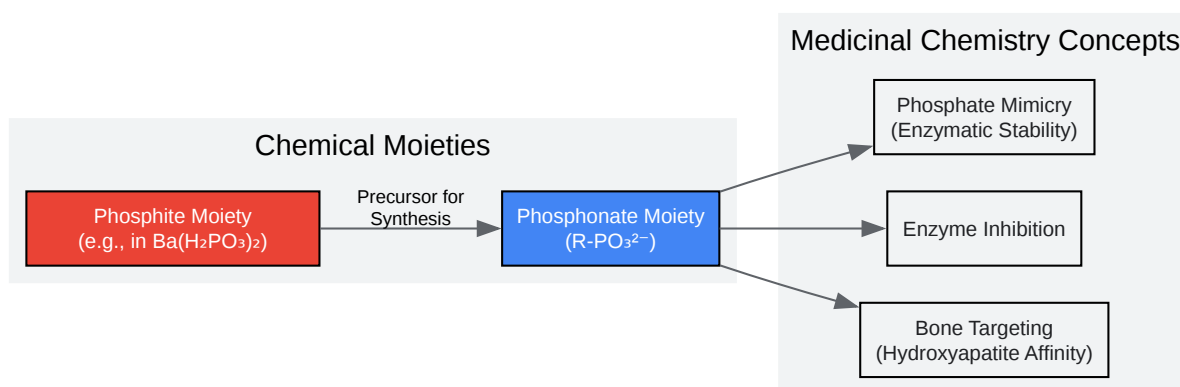 Medicinal Chemistry Concepts
Phosphate Mimicry
(Enzymatic Stability)
Chemical Moieties
Precursor for
Synthesis
Phosphite Moiety
(e.g., in Ba(H₂PO₃)₂)
Phosphonate Moiety
(R-PO₃²⁻)
Enzyme Inhibition
Bone Targeting
(Hydroxyapatite Affinity)